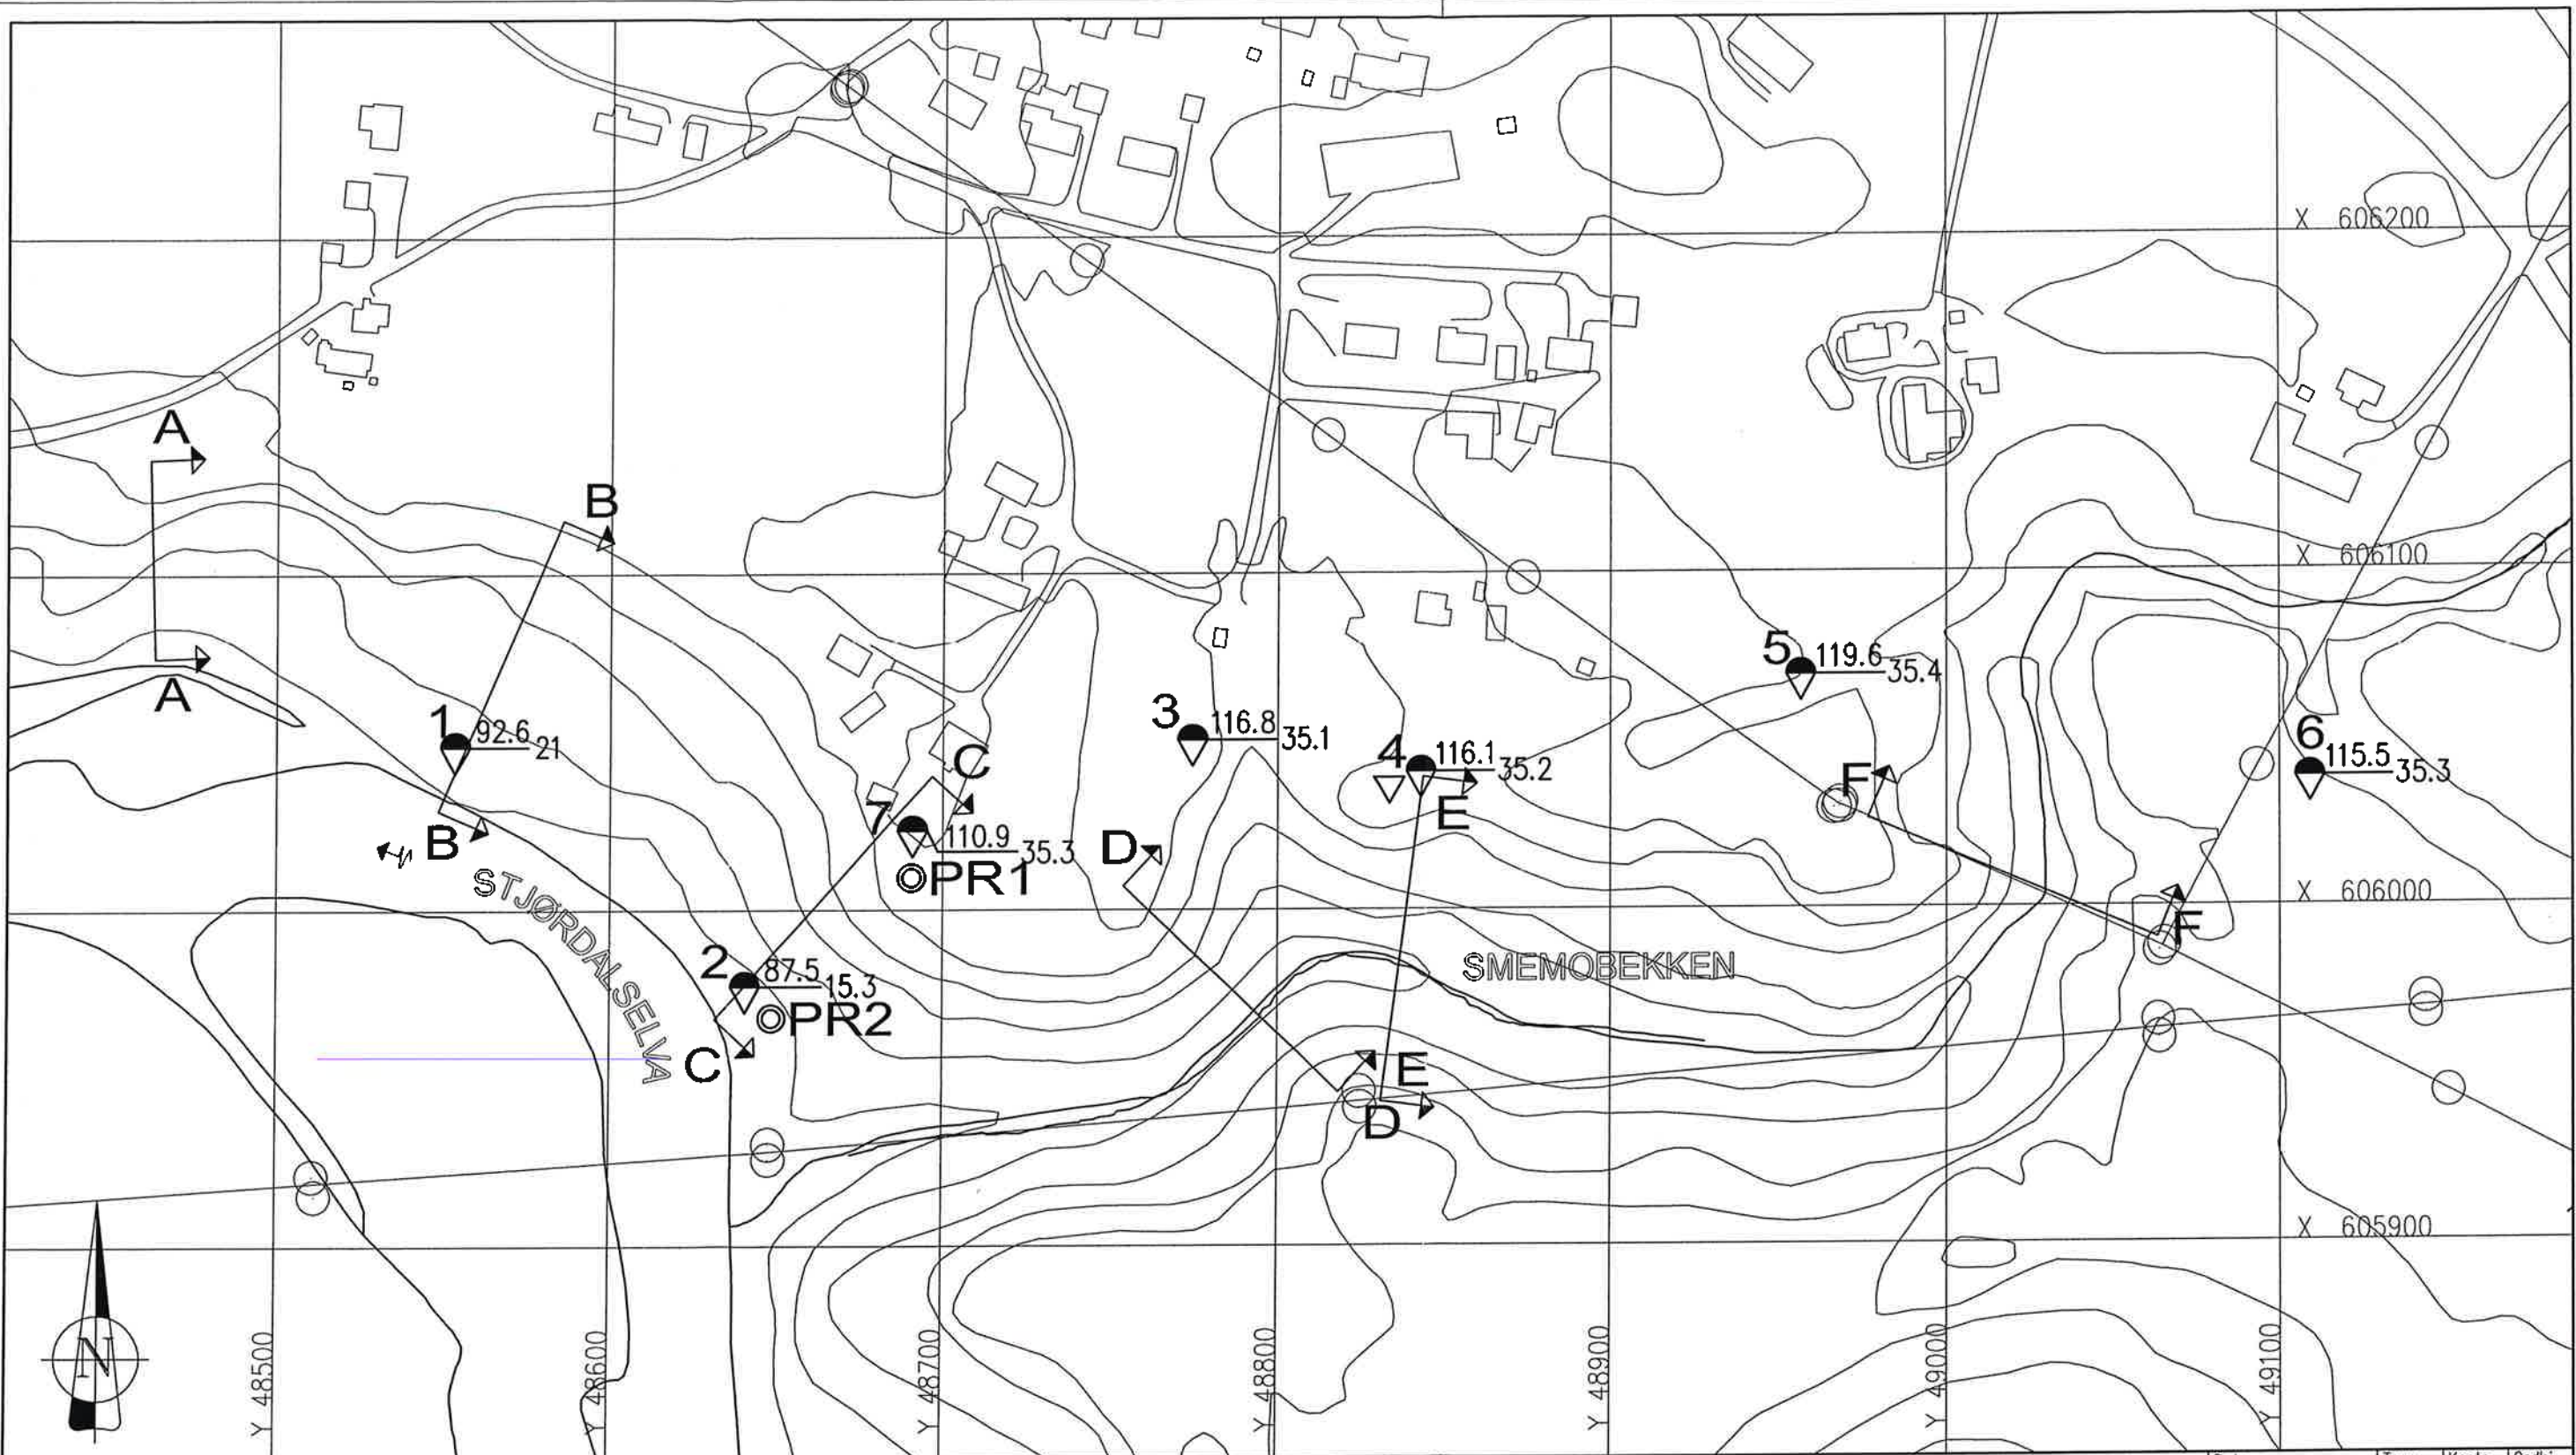 X 606200
A
B
X 606100
5 119.6 35.4
A
1 92.6 21
3 116.8 35.1
4 116.1 35.2
6 115.5 35.3
C
F
E
7 110.9 35.3
B
D
PR1
STJØRDALSELVA
X 606000
F
2 87.5 15.3
SMEMOBEKKEN
PR2
C
E
D
X 605900
N
Y 48500
Y 48600
Y 48700
Y 48800
Y 48900
Y 49000
Y 49100